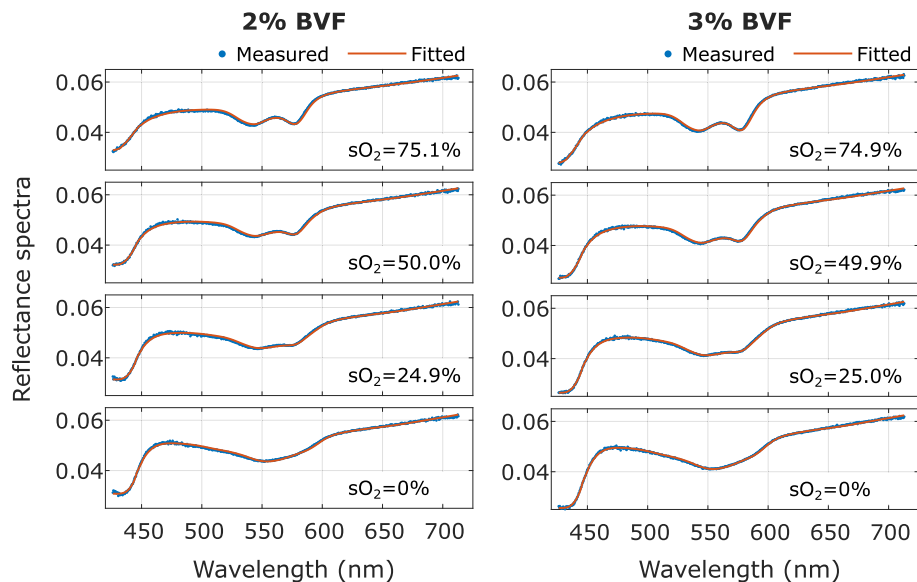 2% BVF
3% BVF
Measured Fitted
Measured Fitted
Reflectance spectra
0.06
0.04
sO₂=75.1%
0.06
0.04
sO₂=74.9%
0.06
0.04
sO₂=50.0%
0.06
0.04
sO₂=49.9%
0.06
0.04
sO₂=24.9%
0.06
0.04
sO₂=25.0%
0.06
0.04
sO₂=0%
0.06
0.04
sO₂=0%
450 500 550 600 650 700
450 500 550 600 650 700
Wavelength (nm)
Wavelength (nm)